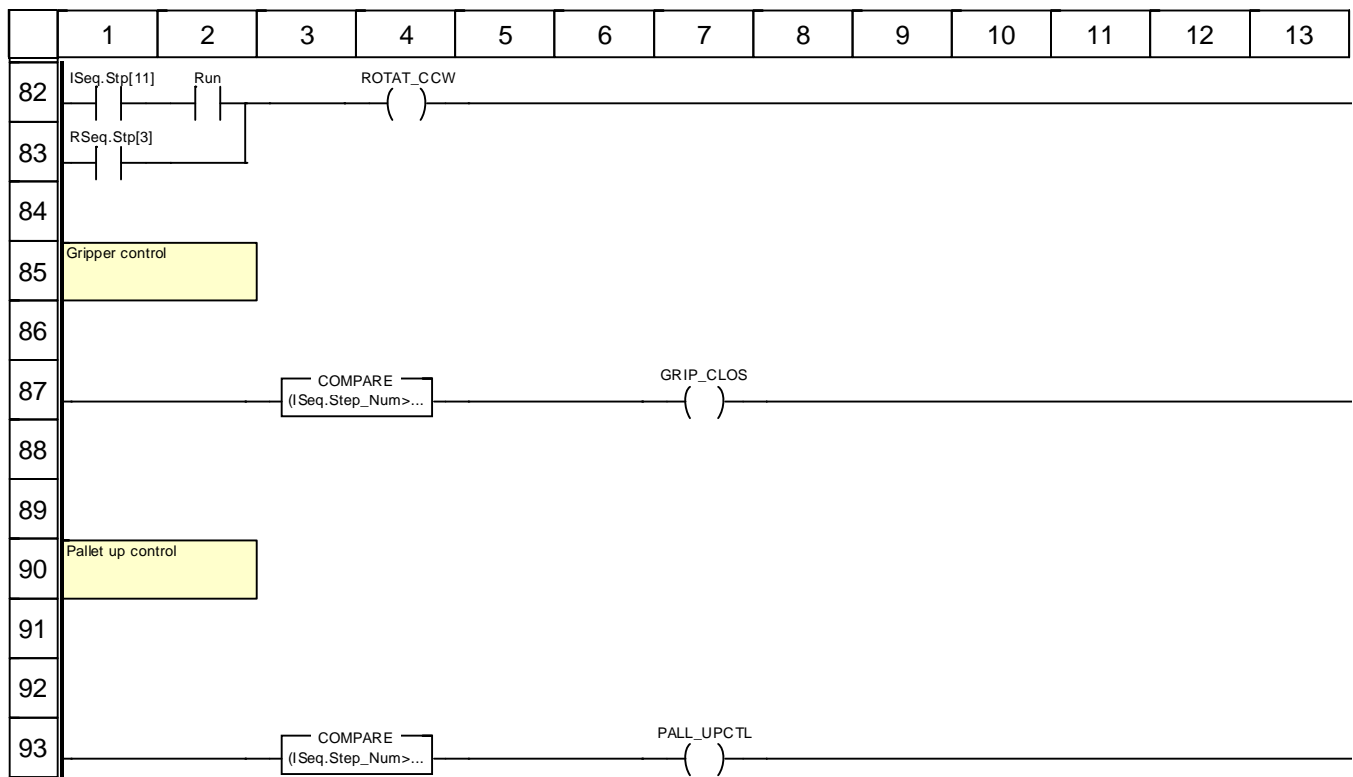 1 2 3 4 5 6 7 8 9 10 11 12 13
82 ISeq.Stp[11] Run ROTAT_CCW
83 RSeq.Stp[3]
84
85 Gripper control
86
87 COMPARE GRIP_CLOS
(ISeq.Step_Num>...
88
89
90 Pallet up control
91
92
93 COMPARE PALL_UPCTL
(ISeq.Step_Num>...